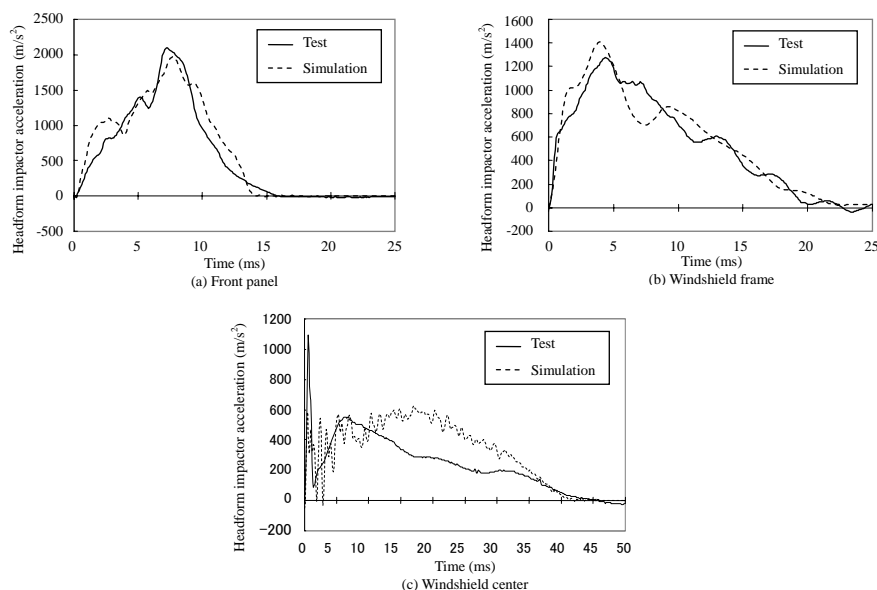 Headform impactor acceleration (m/s²)
2500
2000
1500
1000
500
0
-500
0 5 10 15 20 25
Test
Simulation
Time (ms)
(a) Front panel
Headform impactor acceleration (m/s²)
1600
1400
1200
1000
800
600
400
200
0
-200
0 5 10 15 20 25
Test
Simulation
Time (ms)
(b) Windshield frame
Headform impactor acceleration (m/s²)
1200
1000
800
600
400
200
0
-200
0 5 10 15 20 25 30 35 40 45 50
Test
Simulation
Time (ms)
(c) Windshield center